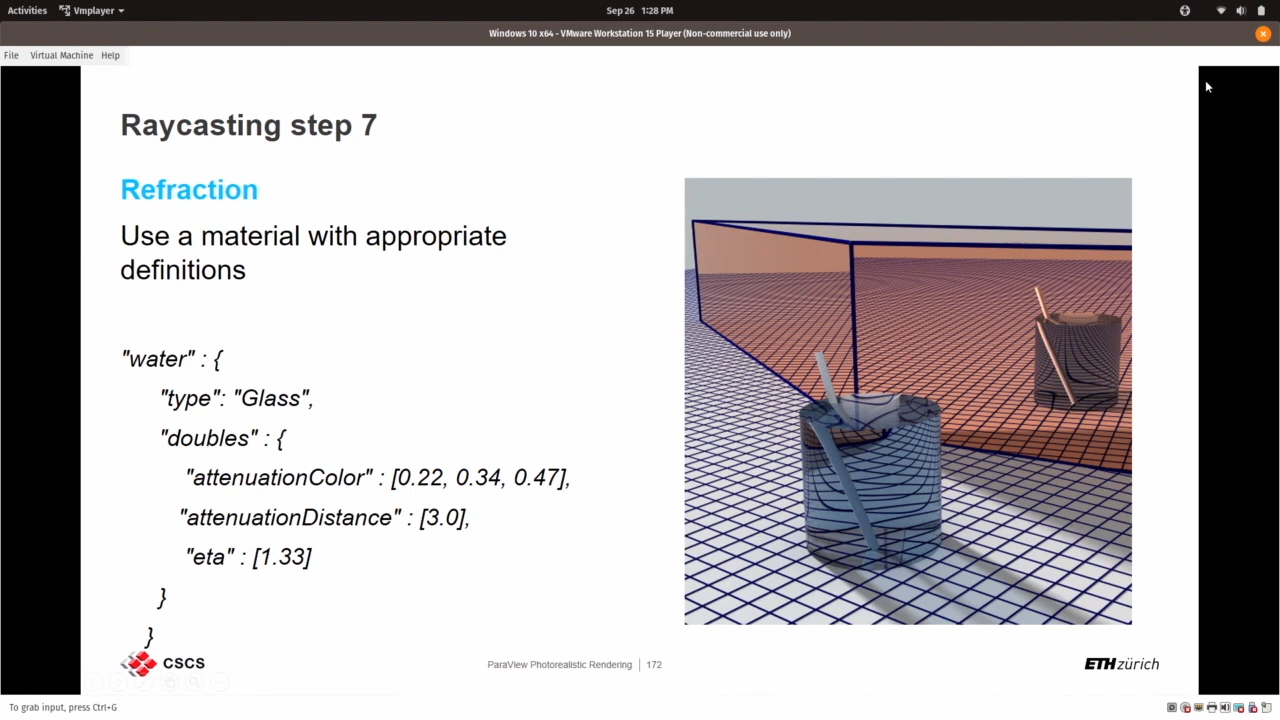 Activities Vmplayer Sep 26 1:28 PM
Windows 10 x64 - VMware Workstation 15 Player (Non-commercial use only)
File Virtual Machine Help
Raycasting step 7
Refraction
Use a material with appropriate
definitions
"water" : {
"type": "Glass",
"doubles" : {
"attenuationColor" : [0.22, 0.34, 0.47],
"attenuationDistance" : [3.0],
"eta" : [1.33]
}
}
CSCS ParaView Photorealistic Rendering 172 ETH zürich
To grab input, press Ctrl+G